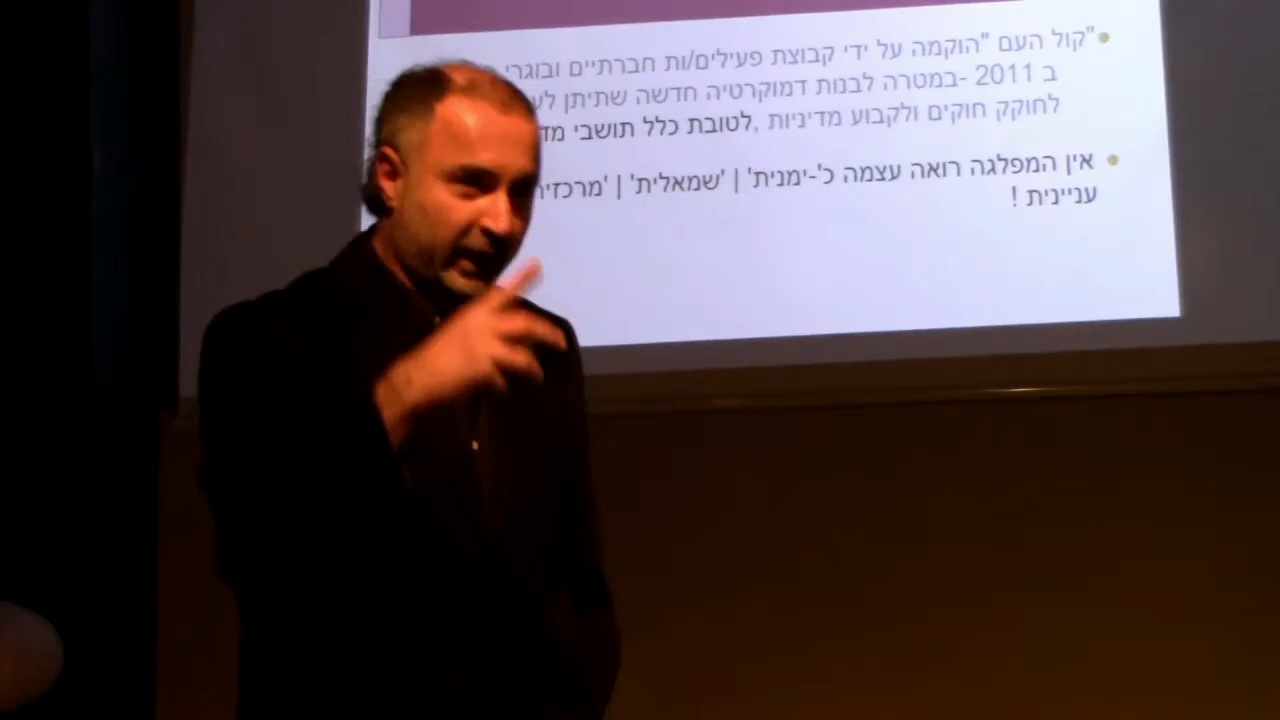 "קול העם "הוקמה על ידי קבוצת פעילים/ות חברתיים ובוגרי
ב 2011 -במטרה לבנות דמוקרטיה חדשה שתיתן
לחוקק חוקים ולקבוע מדיניות ,לטובת כלל תושבי
אין המפלגה רואה עצמה כ'-ימנית' | 'שמאלית' |
עניינית !